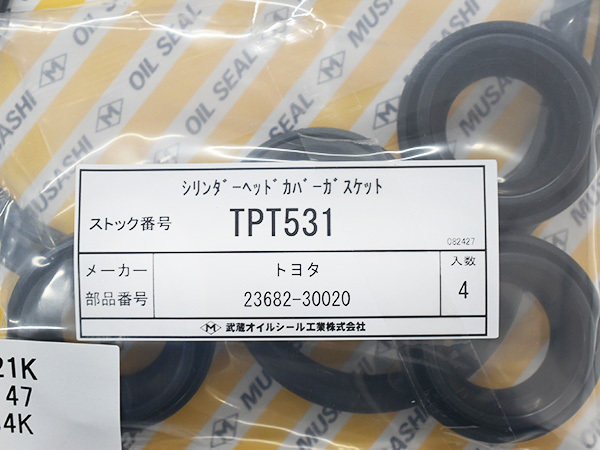 MUSASHI OIL SEAL
MUSASHI OIL SEAL
MUSASHI
OIL SEAL
MUSASHI
ｼﾘﾝﾀﾞｰﾍｯﾄﾞｶﾊﾞｰｶﾞｽｹｯﾄ
ストック番号 TPT531
082427
メーカー トヨタ 入数
部品番号 23682-30020 4
M 武蔵オイルシール工業株式会社
21K
147
4K
MUSASHI